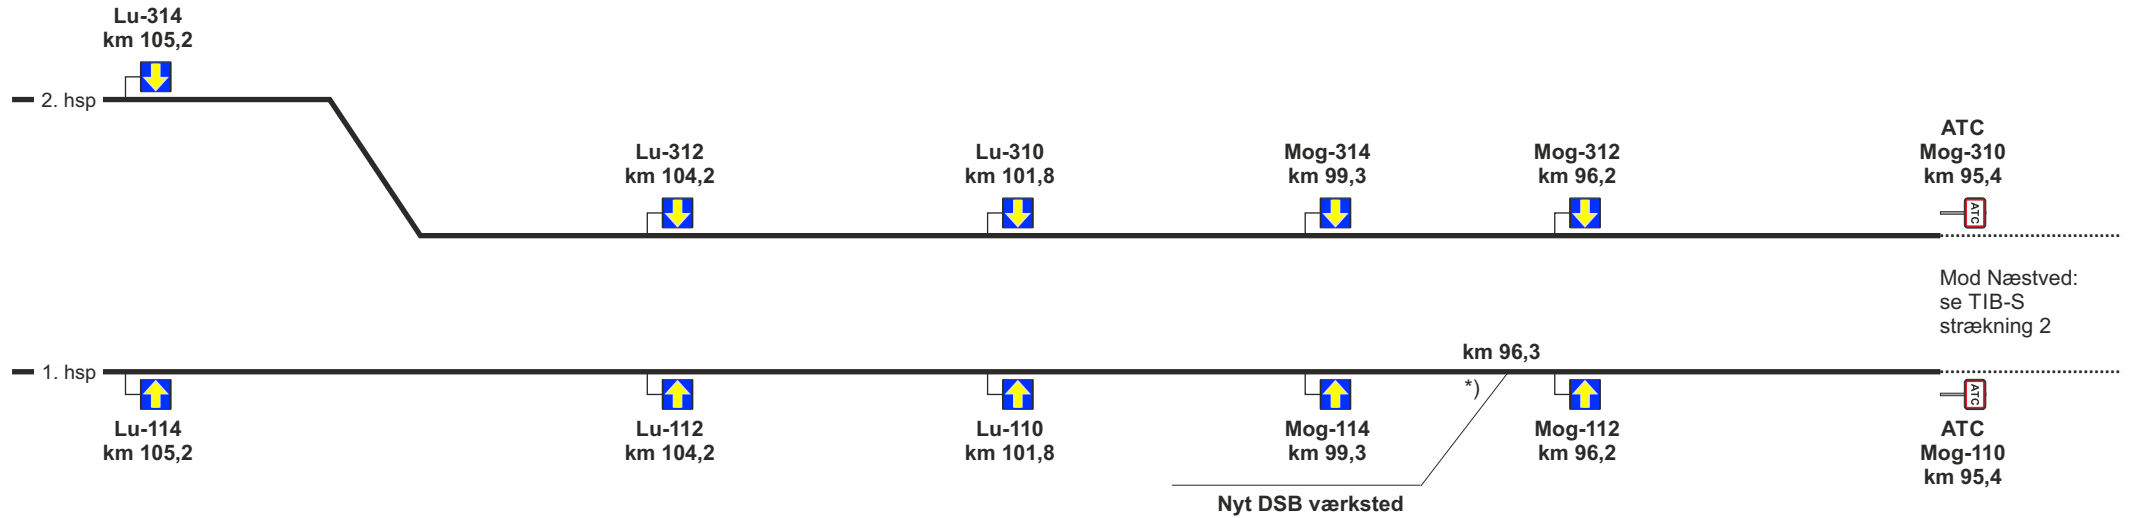 Lu-314
km 105,2
2. hsp
Lu-312
km 104,2
Lu-310
km 101,8
Mog-314
km 99,3
Mog-312
km 96,2
ATC
Mog-310
km 95,4
ATC
Mod Næstved:
se TIB-S
strækning 2
1. hsp
km 96,3
*)
ATC
Lu-114
km 105,2
Lu-112
km 104,2
Lu-110
km 101,8
Mog-114
km 99,3
Mog-112
km 96,2
ATC
Mog-110
km 95,4
Nyt DSB værksted